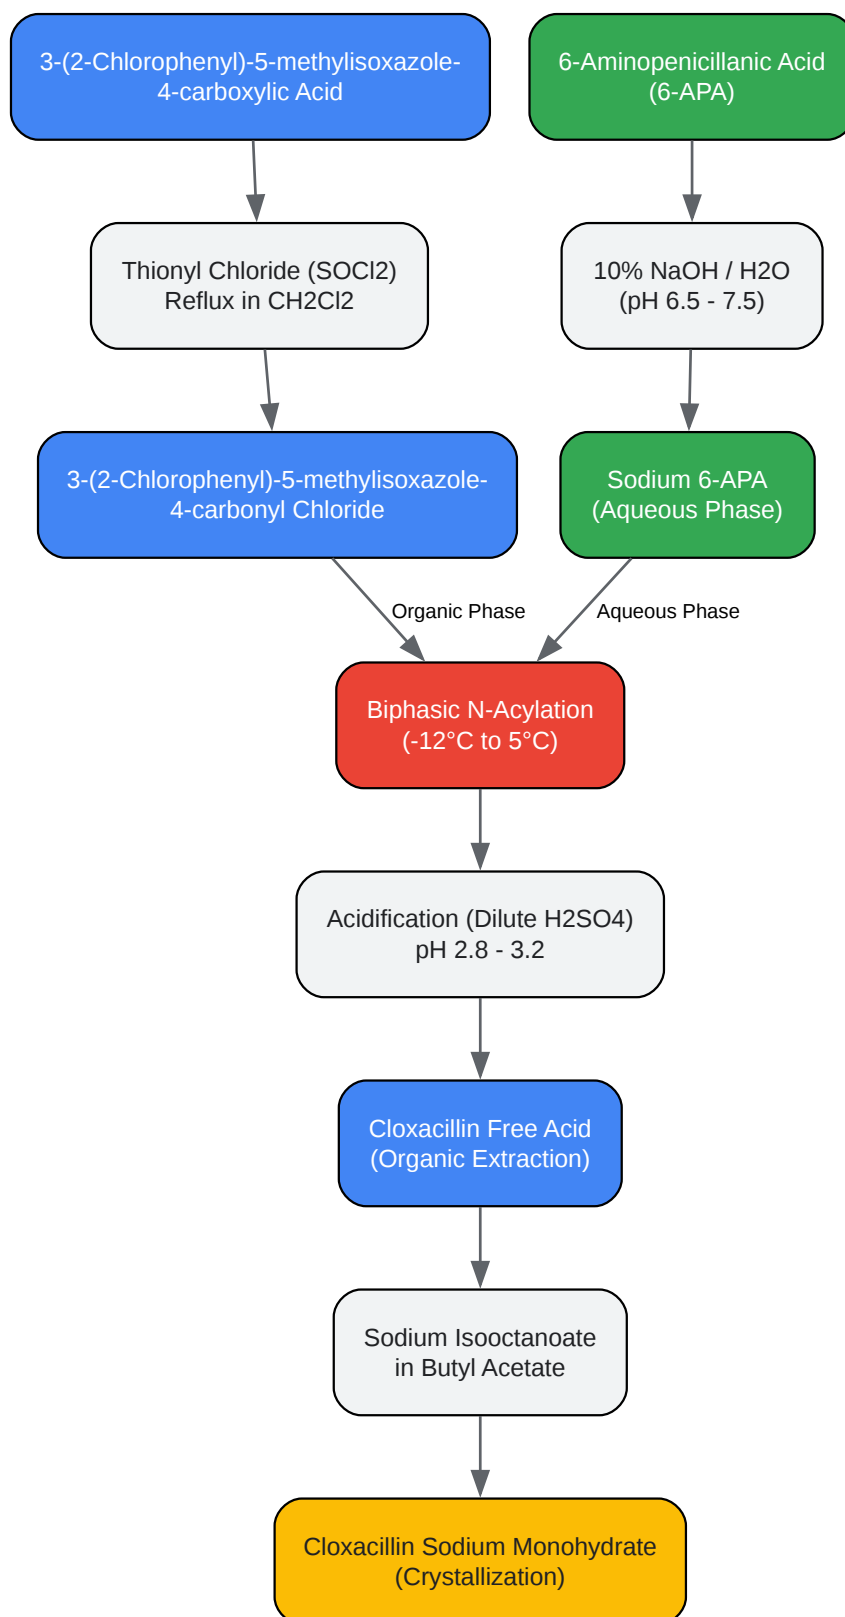 3-(2-Chlorophenyl)-5-methylisoxazole-
4-carboxylic Acid
6-Aminopenicillanic Acid
(6-APA)
Thionyl Chloride (SOCl2)
Reflux in CH2Cl2
10% NaOH / H2O
(pH 6.5 - 7.5)
3-(2-Chlorophenyl)-5-methylisoxazole-
4-carbonyl Chloride
Sodium 6-APA
(Aqueous Phase)
Organic Phase
Aqueous Phase
Biphasic N-Acylation
(-12°C to 5°C)
Acidification (Dilute H2SO4)
pH 2.8 - 3.2
Cloxacillin Free Acid
(Organic Extraction)
Sodium Isooctanoate
in Butyl Acetate
Cloxacillin Sodium Monohydrate
(Crystallization)